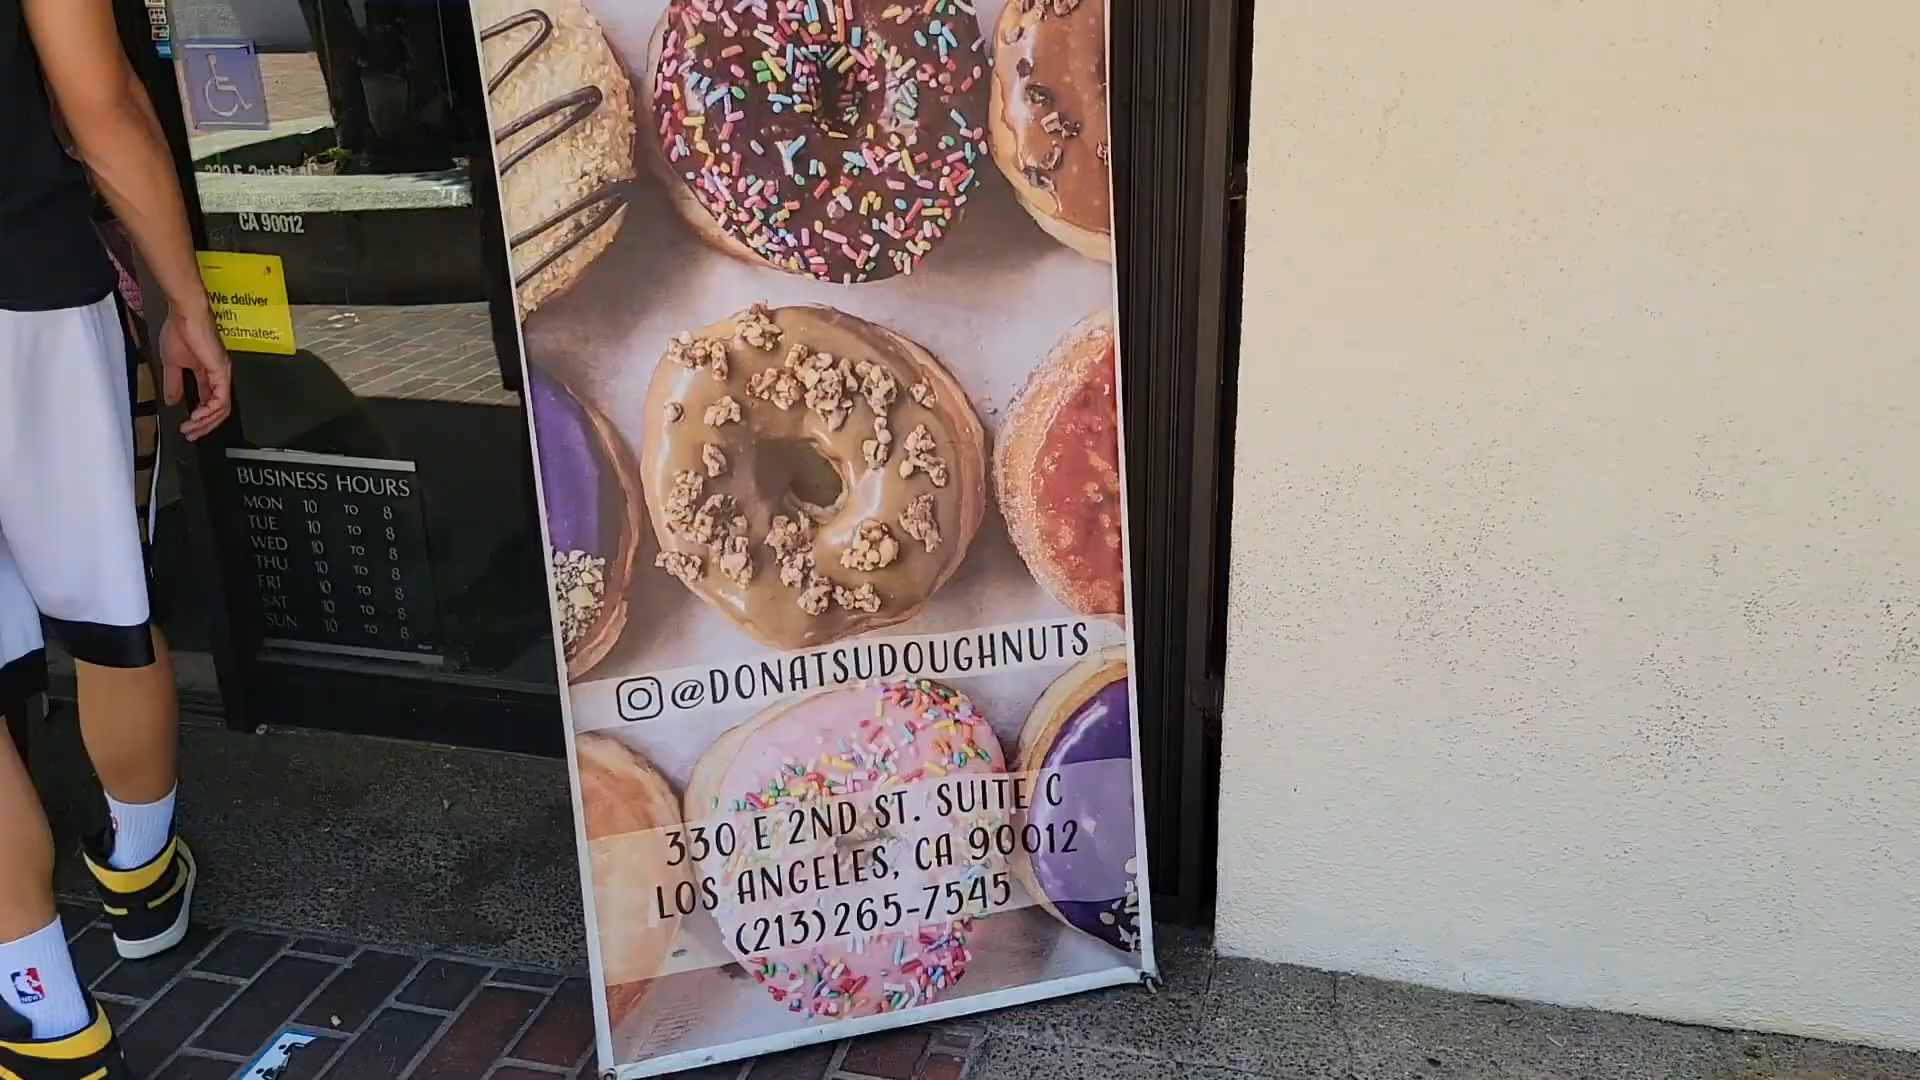 CA 90012
We deliver
with
Postmates.
BUSINESS HOURS
MON 10 TO 8
TUE 10 TO 8
WED 10 TO 8
THU 10 TO 8
FRI 10 TO 8
SAT 10 TO 8
SUN 10 TO 8
@DONATSUDOUGHNUTS
330 E 2ND ST. SUITE C
LOS ANGELES, CA 90012
(213)265-7545